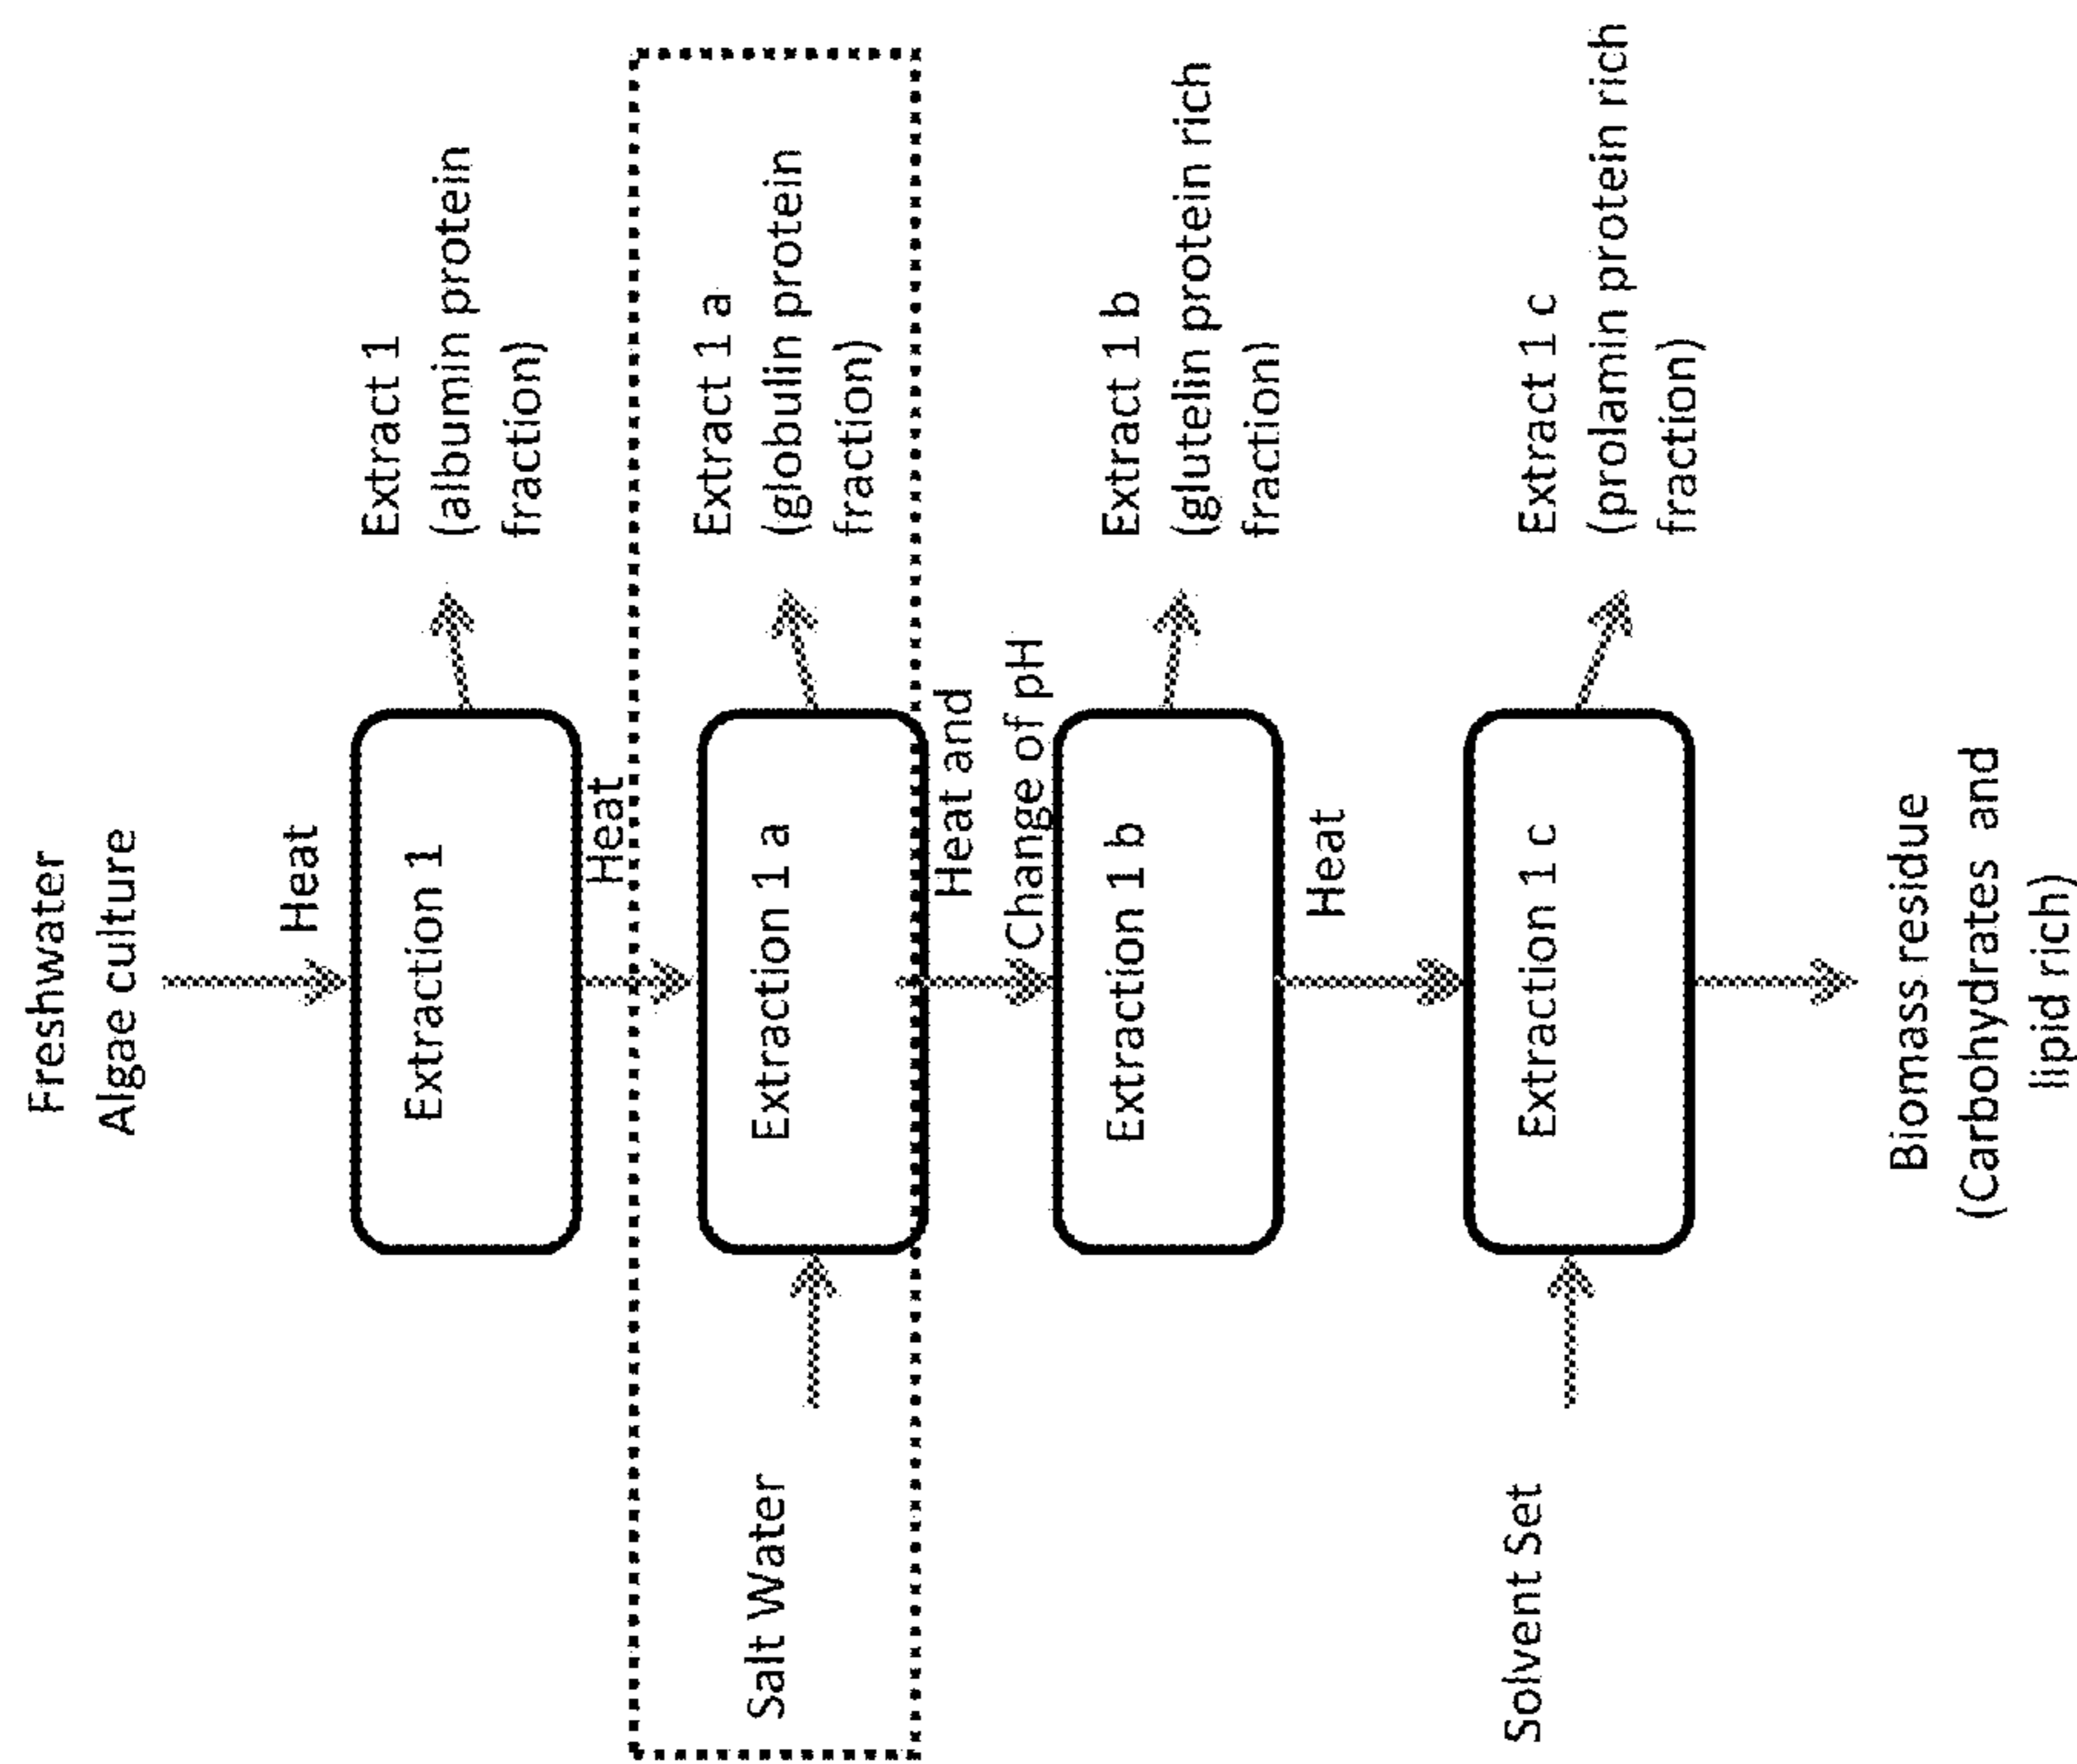 Freshwater
Algae culture
Heat
Extraction 1
Extract 1
(albumin protein
fraction)
Heat
Salt Water
Extraction 1 a
Extract 1 a
(globulin protein
fraction)
Heat and
Change of pH
Extraction 1 b
Extract 1 b
(glutelin protein rich
fraction)
Heat
Solvent Set
Extraction 1 c
Extract 1 c
(prolamin protein rich
fraction)
Biomass residue
(Carbohydrates and
lipid rich)